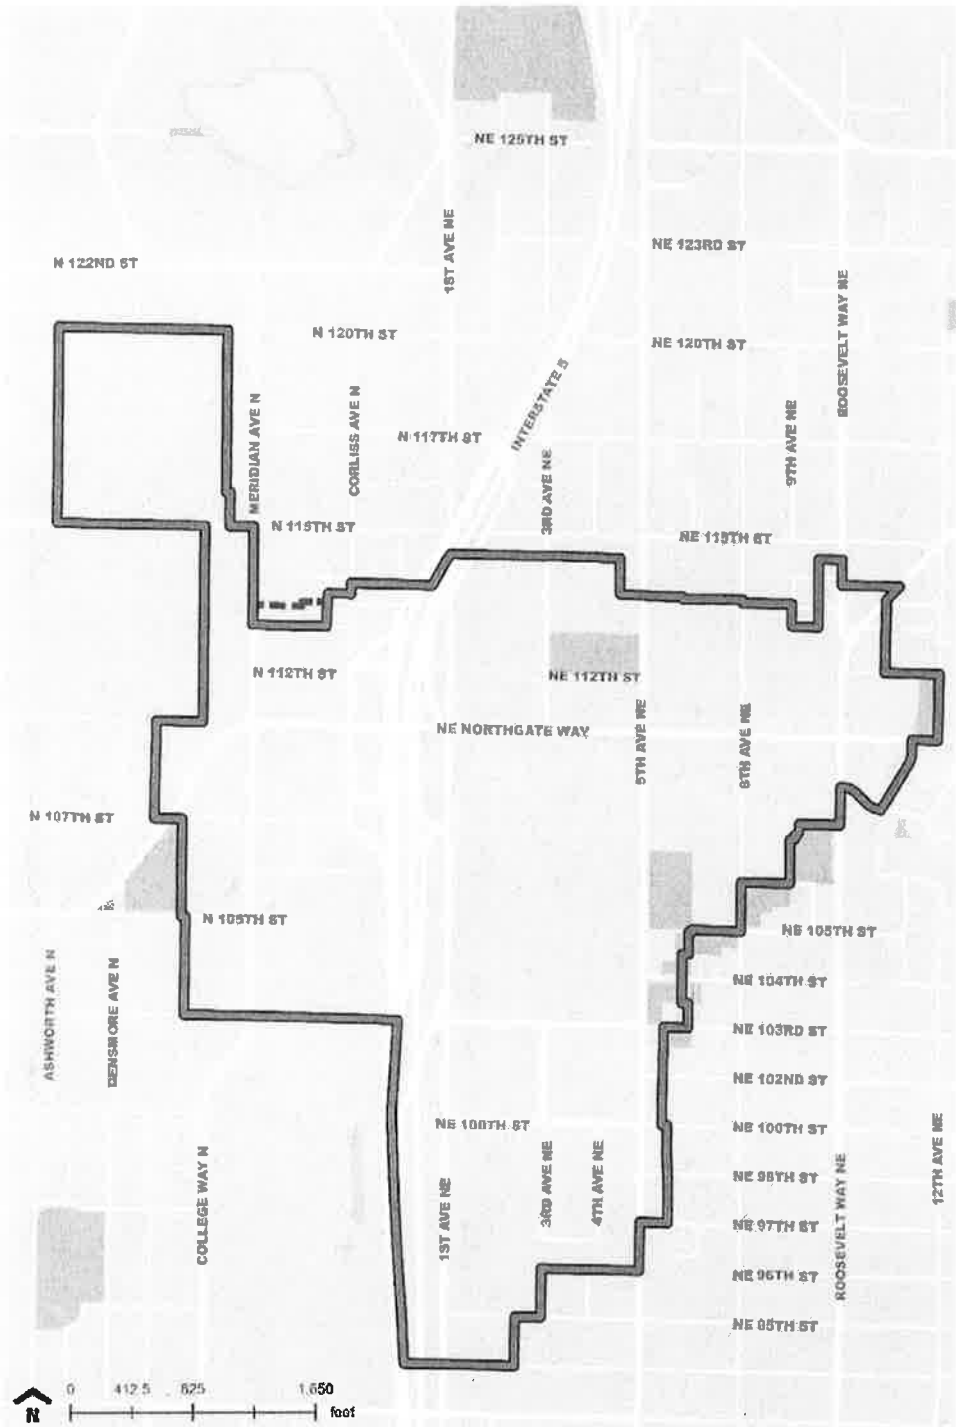 NE 125TH ST
1ST AVE NE
NE 123RD ST
N 122ND ST
ROOSEVELT WAY NE
N 120TH ST
NE 120TH ST
INTERSTATE 5
MERIDIAN AVE N
CORLISS AVE N
N 117TH ST
9TH AVE NE
3RD AVE NE
N 115TH ST
NE 115TH ST
N 112TH ST
NE 112TH ST
NE NORTHGATE WAY
5TH AVE NE
8TH AVE NE
N 107TH ST
N 105TH ST
NE 105TH ST
ASHWORTH AVE N
DENSMORE AVE N
NE 104TH ST
NE 103RD ST
NE 102ND ST
NE 100TH ST
NE 100TH ST
COLLEGE WAY N
1ST AVE NE
3RD AVE NE
4TH AVE NE
NE 98TH ST
ROOSEVELT WAY NE
12TH AVE NE
NE 97TH ST
NE 96TH ST
NE 95TH ST
N
0 412.5 825 1,650
feet